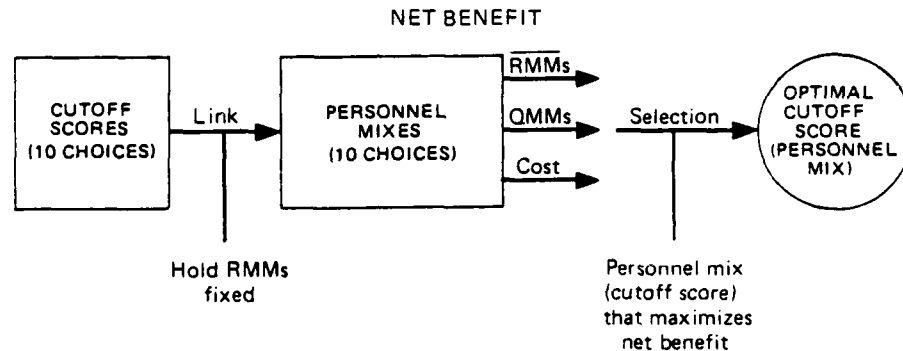 NET BENEFIT
CUTOFF
SCORES
(10 CHOICES)
Link
Hold RMMs
fixed
PERSONNEL
MIXES
(10 CHOICES)
RMMs
QMMs
Cost
Selection
Personnel mix
(cutoff score)
that maximizes
net benefit
OPTIMAL
CUTOFF
SCORE
(PERSONNEL
MIX)